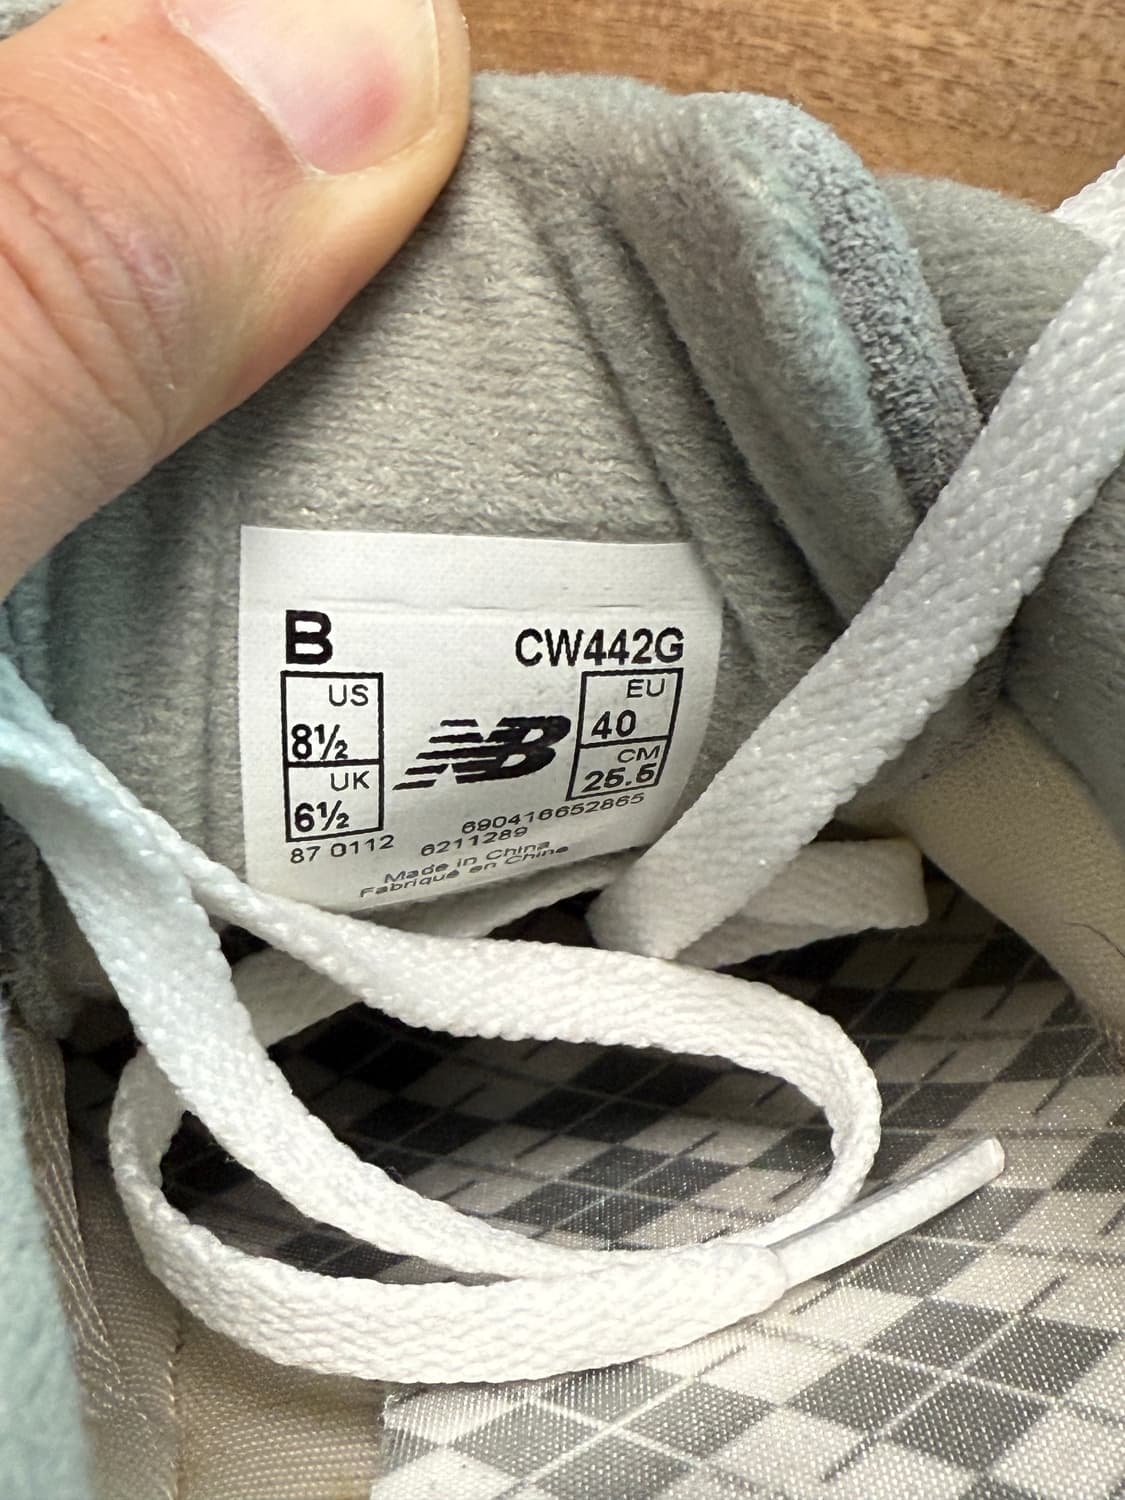 B CW442G
US EU
8½ NB 40
UK CM
6½ 25.5
690416652865
87 0112 6211289
Made in China
Fabriqué en Chine